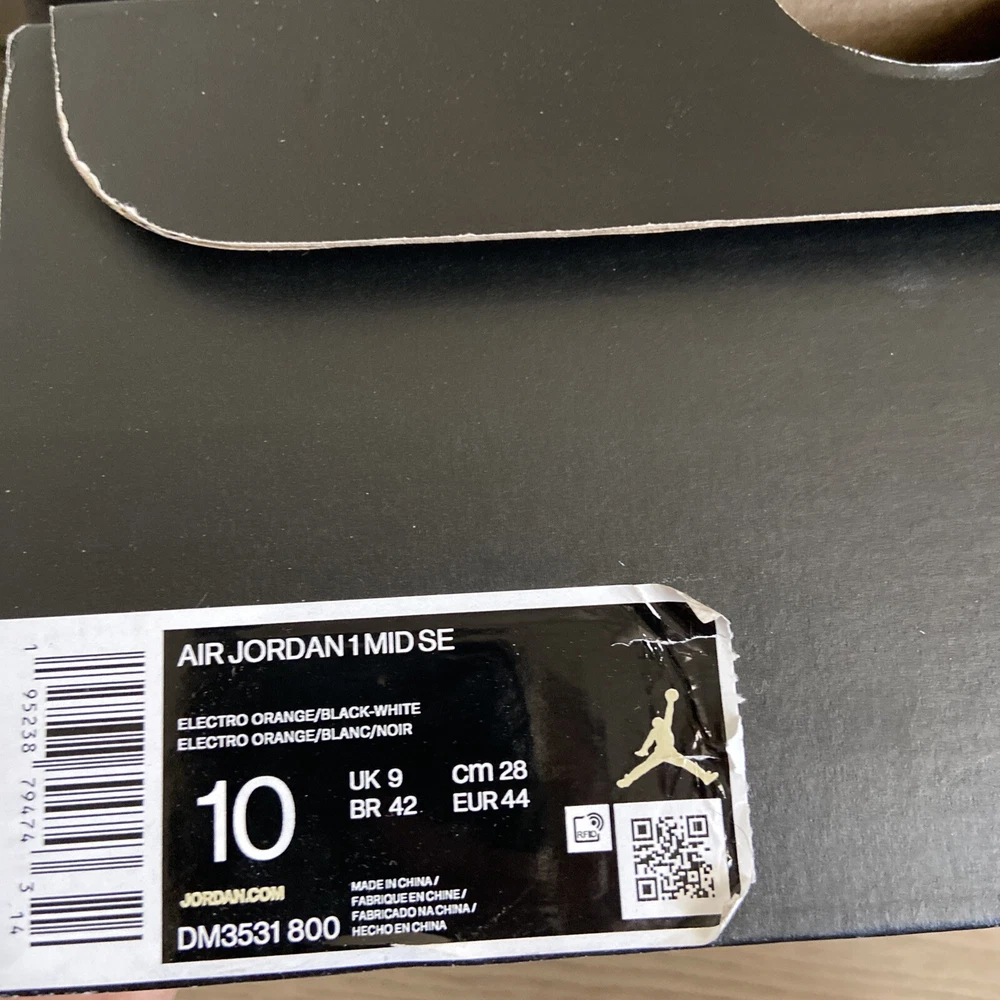 AIR JORDAN 1 MID SE
ELECTRO ORANGE/BLACK-WHITE
ELECTRO ORANGE/BLANC/NOIR
10
UK 9
cm 28
BR 42
EUR 44
RFID
JORDAN.COM
DM3531 800
MADE IN CHINA /
FABRIQUE EN CHINE /
FABRICADO NA CHINA /
HECHO EN CHINA
1 95238 79474 3 14